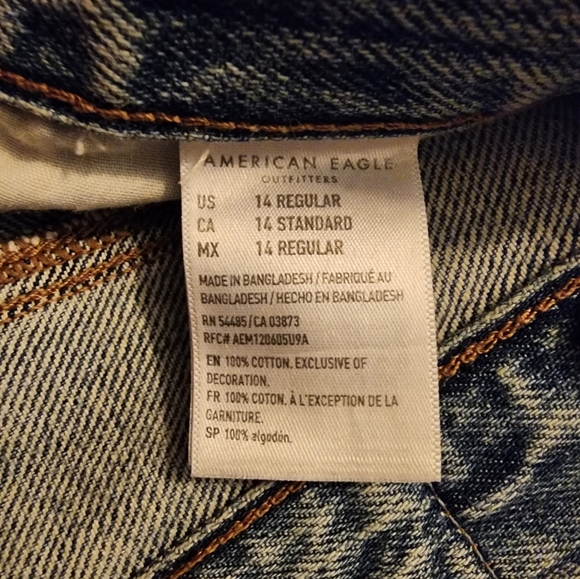 AMERICAN EAGLE
OUTFITTERS
US 14 REGULAR
CA 14 STANDARD
MX 14 REGULAR
MADE IN BANGLADESH / FABRIQUÉ AU
BANGLADESH / HECHO EN BANGLADESH
RN 54485 / CA 03873
RFC# AEM120605U9A
EN 100% COTTON. EXCLUSIVE OF
DECORATION.
FR 100% COTON. À L'EXCEPTION DE LA
GARNITURE.
SP 100% algodón.